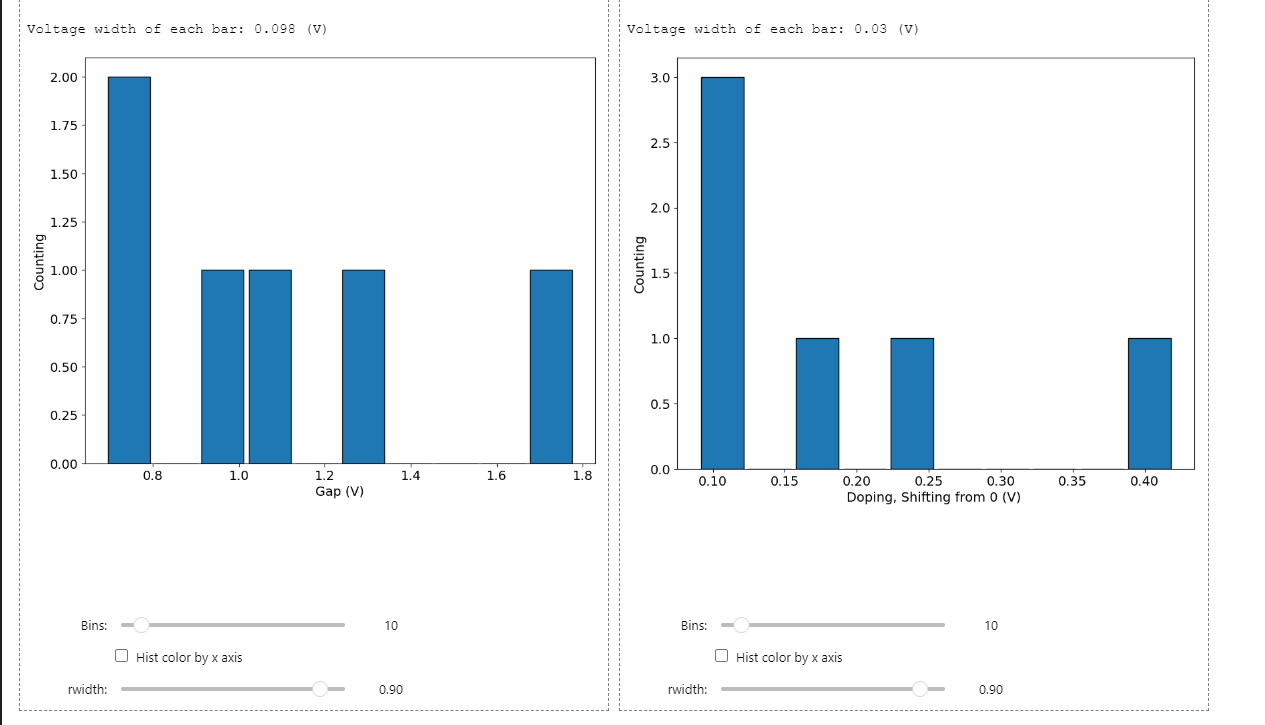 Voltage width of each bar: 0.098 (V)
2.00
1.75
1.50
1.25
1.00
0.75
0.50
0.25
0.00
Counting
0.8 1.0 1.2 1.4 1.6 1.8
Gap (V)
Bins: 10
Hist color by x axis
rwidth: 0.90
Voltage width of each bar: 0.03 (V)
3.0
2.5
2.0
1.5
1.0
0.5
0.0
Counting
0.10 0.15 0.20 0.25 0.30 0.35 0.40
Doping, Shifting from 0 (V)
Bins: 10
Hist color by x axis
rwidth: 0.90